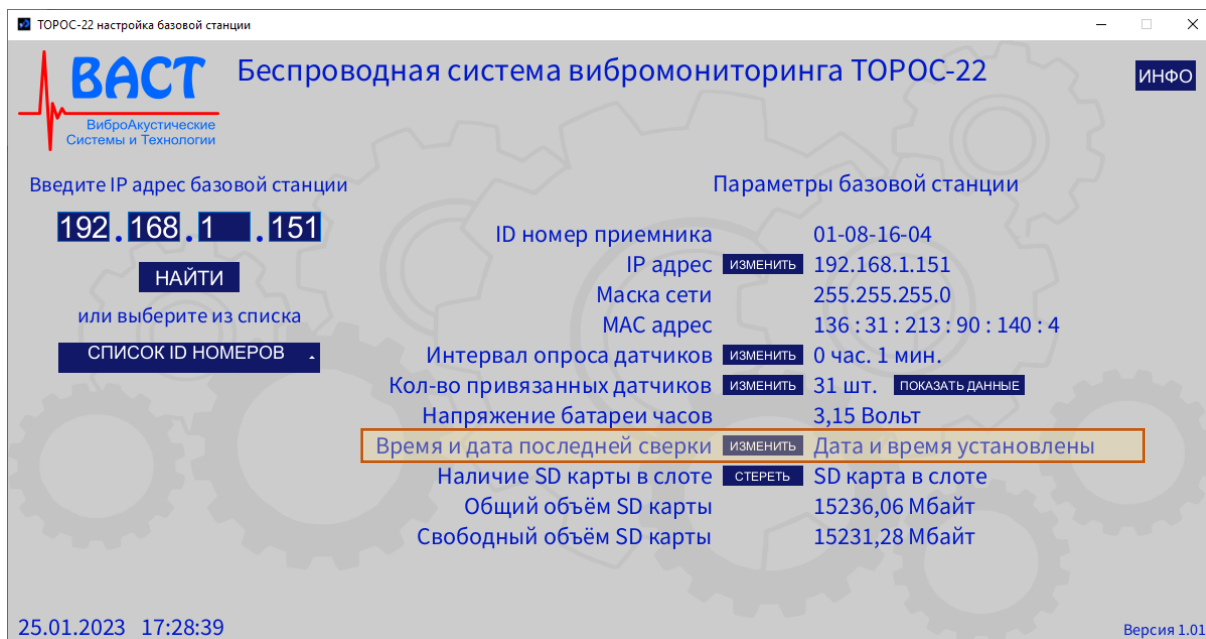 ТОРОС-22 настройка базовой станции
ВАСТ
ВиброАкустические
Системы и Технологии
Беспроводная система вибромониторинга ТОРОС-22
ИНФО
Введите IP адрес базовой станции
192 . 168 . 1 . 151
НАЙТИ
или выберите из списка
СПИСОК ID НОМЕРОВ
Параметры базовой станции
ID номер приемника 01-08-16-04
IP адрес ИЗМЕНИТЬ 192.168.1.151
Маска сети 255.255.255.0
MAC адрес 136 : 31 : 213 : 90 : 140 : 4
Интервал опроса датчиков ИЗМЕНИТЬ 0 час. 1 мин.
Кол-во привязанных датчиков ИЗМЕНИТЬ 31 шт. ПОКАЗАТЬ ДАННЫЕ
Напряжение батареи часов 3,15 Вольт
Время и дата последней сверки ИЗМЕНИТЬ Дата и время установлены
Наличие SD карты в слоте СТЕРЕТЬ SD карта в слоте
Общий объём SD карты 15236,06 Мбайт
Свободный объём SD карты 15231,28 Мбайт
25.01.2023 17:28:39
Версия 1.01